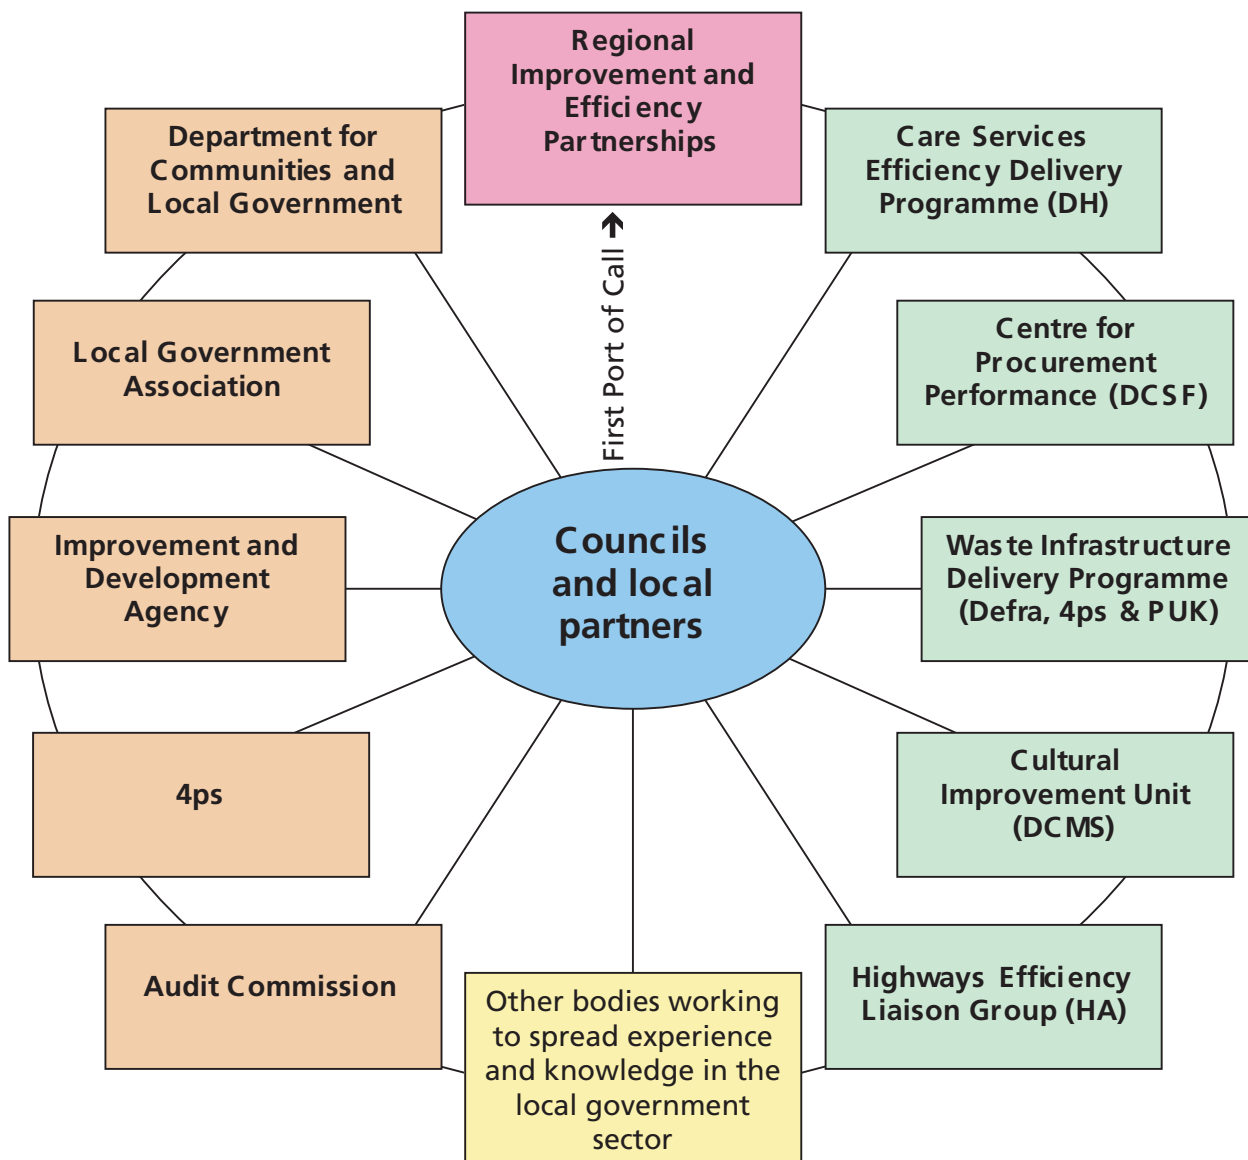 Regional
Improvement and
Efficiency
Partnerships
Department for
Communities and
Local Government
Care Services
Efficiency Delivery
Programme (DH)
First Port of Call →
Local Government
Association
Centre for
Procurement
Performance (DCSF)
Improvement and
Development
Agency
Councils
and local
partners
Waste Infrastructure
Delivery Programme
(Defra, 4ps & PUK)
4ps
Cultural
Improvement Unit
(DCMS)
Audit Commission
Other bodies working
to spread experience
and knowledge in the
local government
sector
Highways Efficiency
Liaison Group (HA)